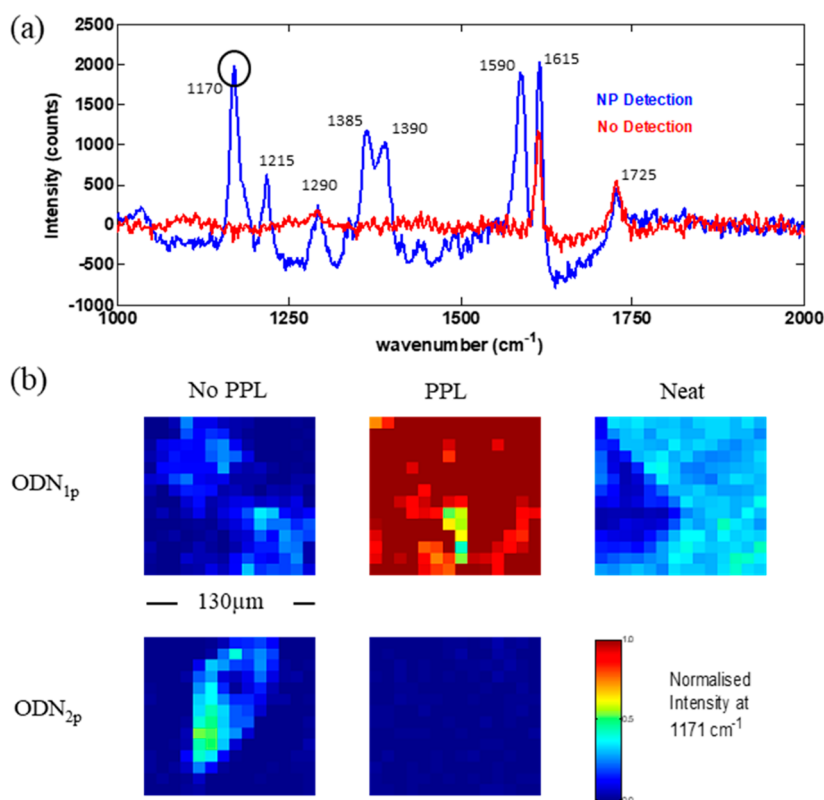 (a)
2500
2000
1500
1000
500
0
-500
-1000
Intensity (counts)
1170
1215
1290
1385
1390
1590
1615
1725
NP Detection
No Detection
1000
1250
1500
1750
2000
wavenumber (cm⁻¹)
(b)
No PPL
PPL
Neat
ODN₁ₚ
130µm
ODN₂ₚ
1.0
0.5
0.0
Normalised
Intensity at
1171 cm⁻¹